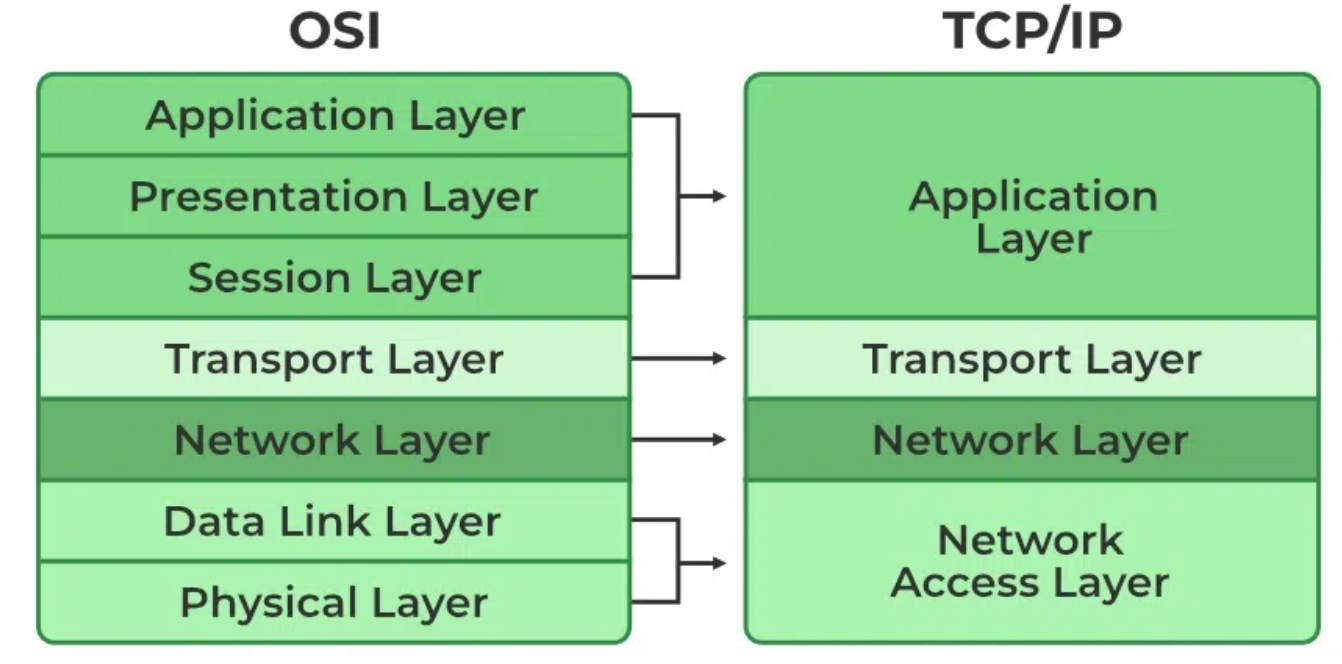 OSI
Application Layer
Presentation Layer
Session Layer
Transport Layer
Network Layer
Data Link Layer
Physical Layer
TCP/IP
Application
Layer
Transport Layer
Network Layer
Network
Access Layer